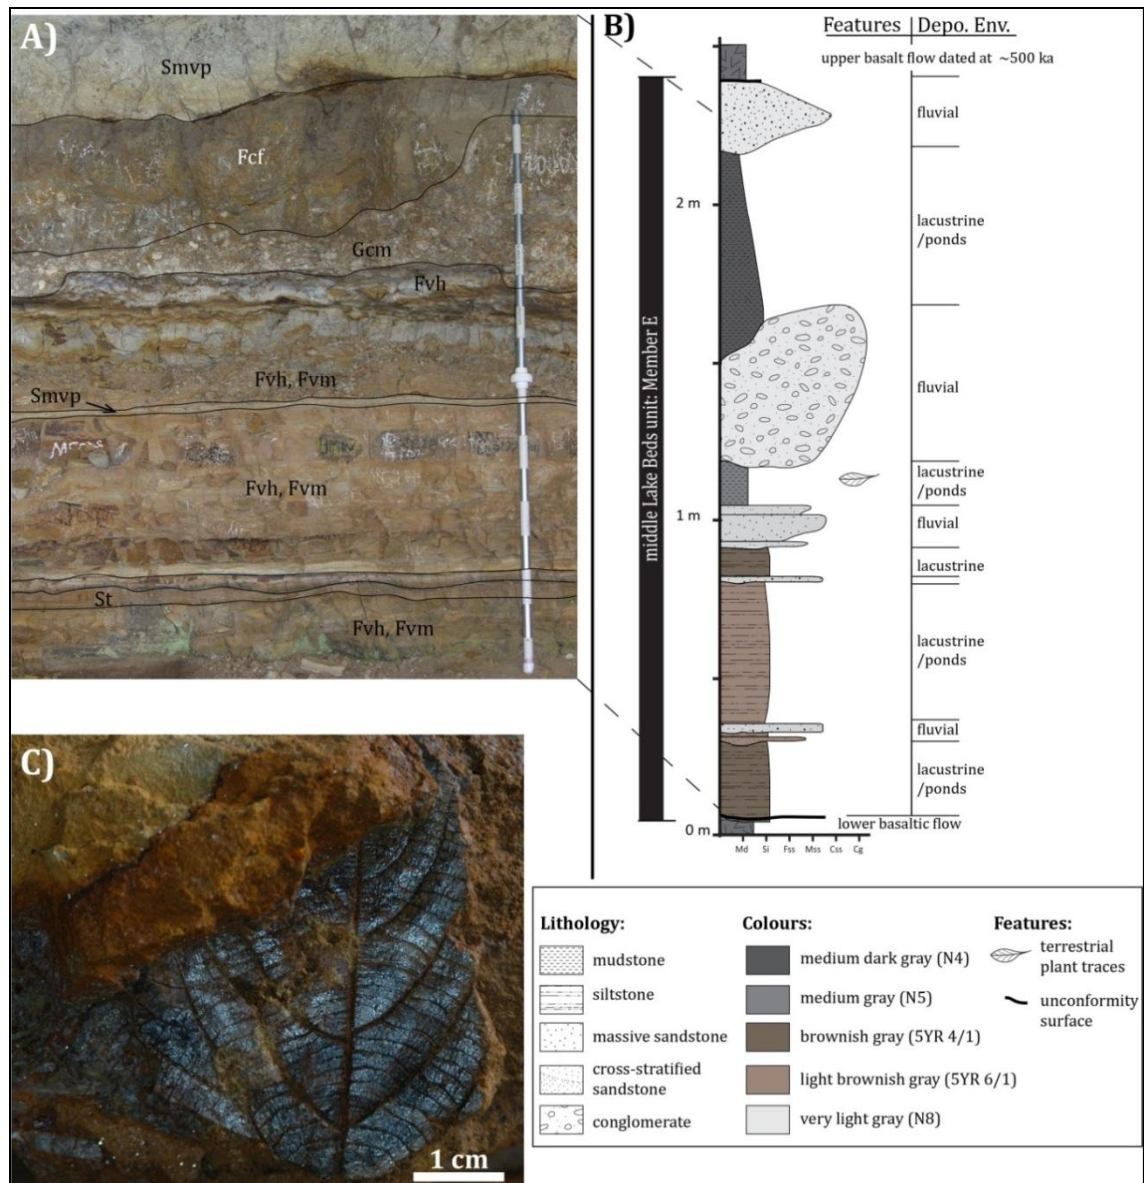 A)
Smvp
Fcf
Gcm
Fvh
Fvh, Fvm
Smvp
Fvh, Fvm
St
Fvh, Fvm
B)
Features
Depo. Env.
upper basalt flow dated at ~500 ka
middle Lake Beds unit: Member E
fluvial
2 m
lacustrine
/ponds
fluvial
lacustrine
/ponds
1 m
fluvial
lacustrine
lacustrine
/ponds
fluvial
lacustrine
/ponds
0 m
lower basaltic flow
Md Si Fss Mss Css Cg
C)
1 cm
Lithology:
mudstone
siltstone
massive sandstone
cross-stratified
sandstone
conglomerate
Colours:
medium dark gray (N4)
medium gray (N5)
brownish gray (5YR 4/1)
light brownish gray (5YR 6/1)
very light gray (N8)
Features:
terrestrial
plant traces
unconformity
surface